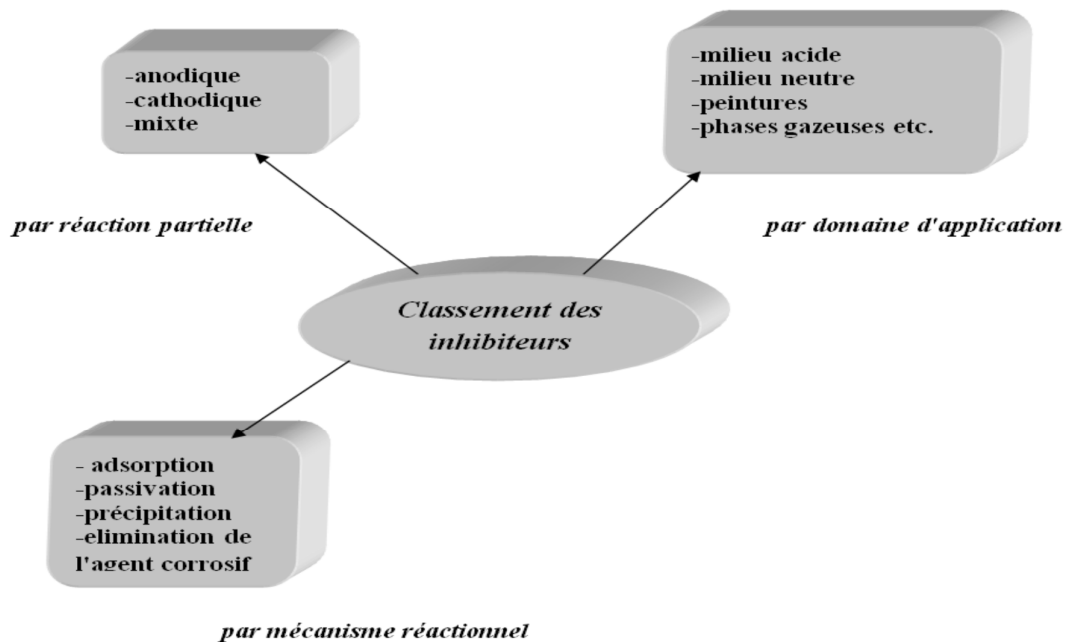 -anodique
-cathodique
-mixte
-milieu acide
-milieu neutre
-peintures
-phases gazeuses etc.
par réaction partielle
par domaine d'application
Classement des
inhibiteurs
- adsorption
-passivation
-précipitation
-elimination de
l'agent corrosif
par mécanisme réactionnel